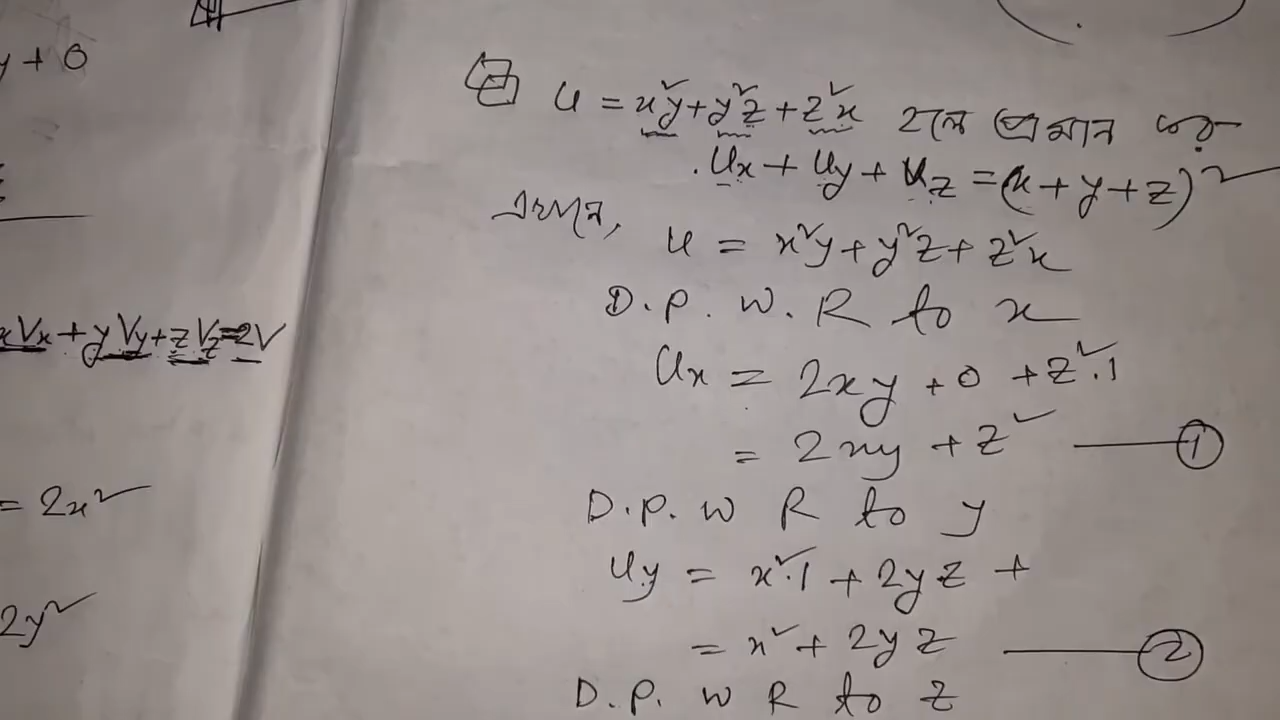 y + 0
xVx + yVy + zVz = 2V
= 2x²
2y²
u = x²y + y²z + z²x হলে প্রমান কর
ux + uy + uz = (x + y + z)²
এখানে,
u = x²y + y²z + z²x
D.P. W. R to x
ux = 2xy + 0 + z².1
= 2xy + z² —— ①
D.P. W R to y
uy = x².1 + 2yz +
= x² + 2yz —— ②
D.P. W R to z